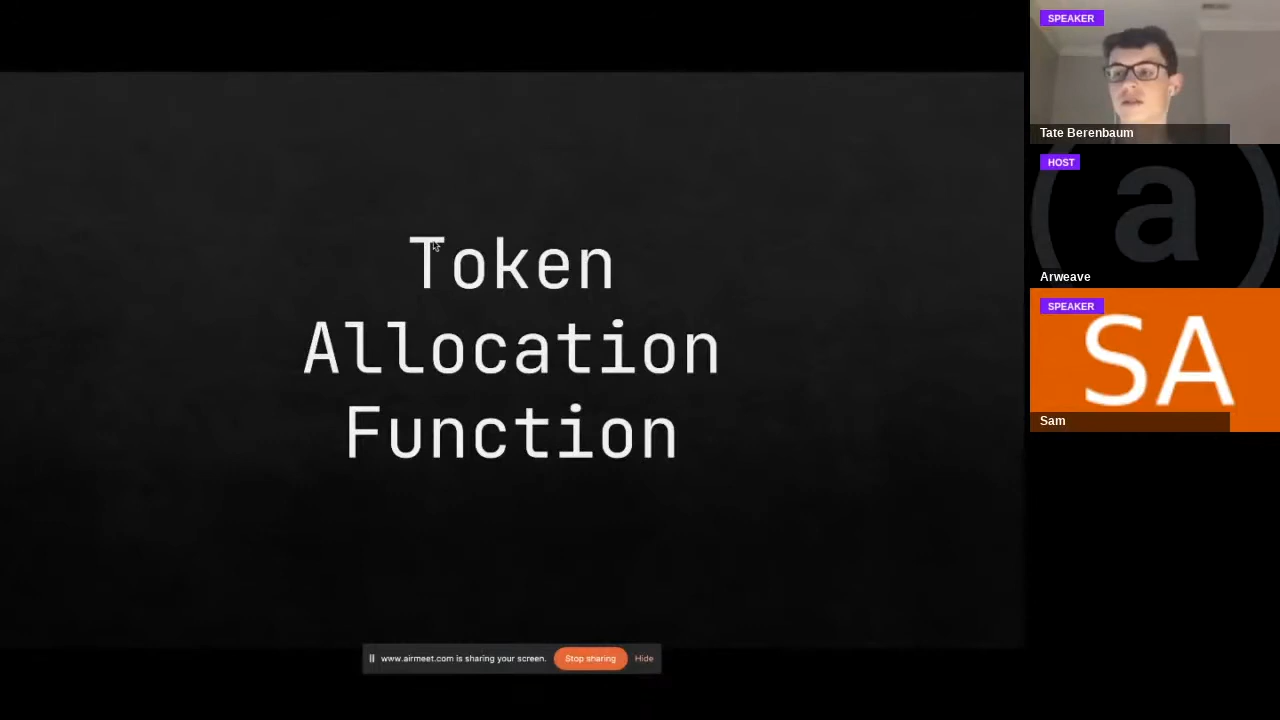 Token
Allocation
Function
www.airmeet.com is sharing your screen.
Stop sharing
Hide
SPEAKER
Tate Berenbaum
HOST
a
Arweave
SPEAKER
SA
Sam